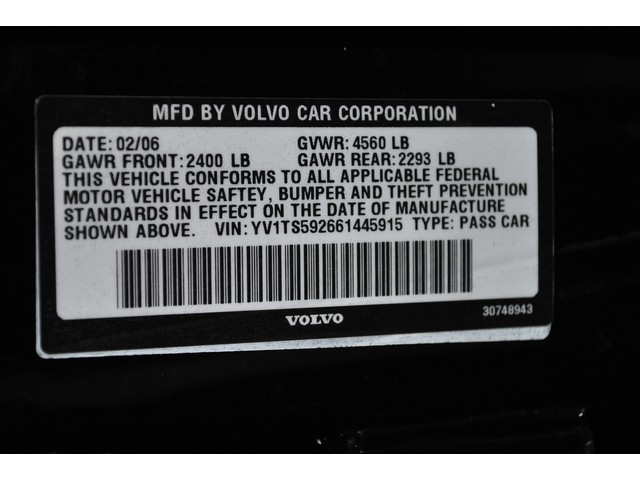 MFD BY VOLVO CAR CORPORATION
DATE: 02/06 GVWR: 4560 LB
GAWR FRONT: 2400 LB GAWR REAR: 2293 LB
THIS VEHICLE CONFORMS TO ALL APPLICABLE FEDERAL
MOTOR VEHICLE SAFTEY, BUMPER AND THEFT PREVENTION
STANDARDS IN EFFECT ON THE DATE OF MANUFACTURE
SHOWN ABOVE. VIN: YV1TS592661445915 TYPE: PASS CAR
VOLVO 30748943